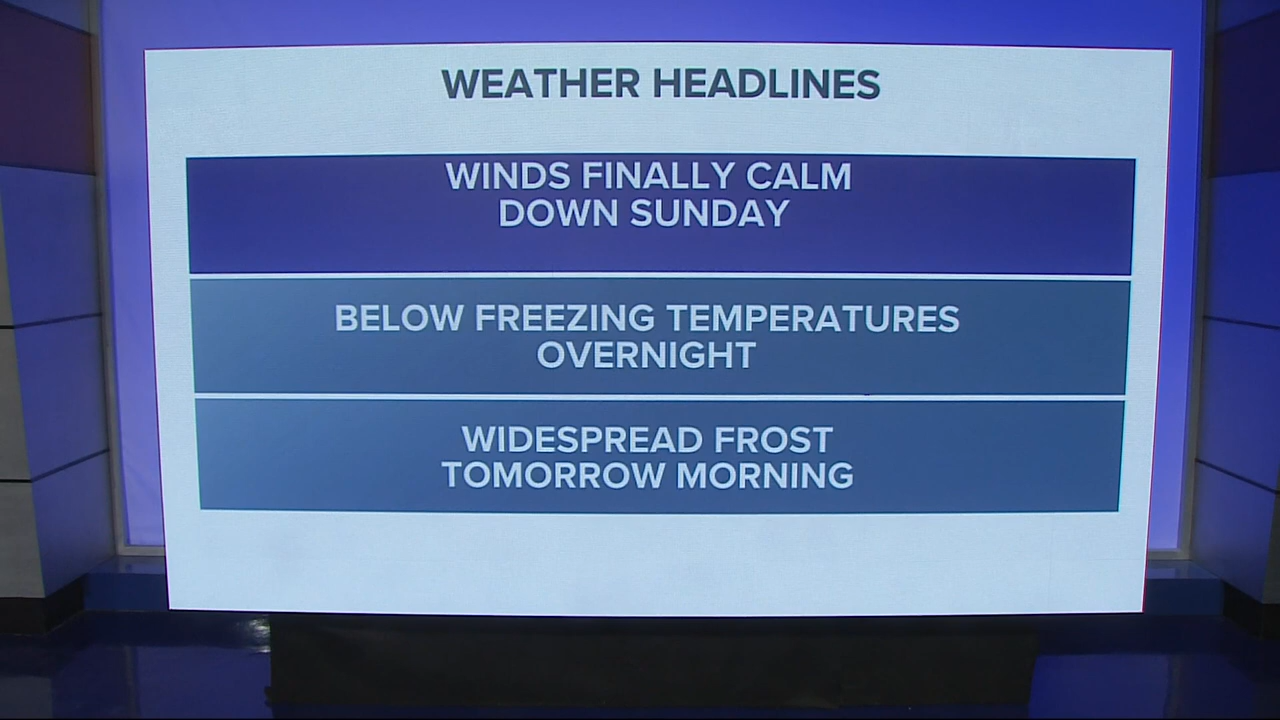 WEATHER HEADLINES
WINDS FINALLY CALM
DOWN SUNDAY
BELOW FREEZING TEMPERATURES
OVERNIGHT
WIDESPREAD FROST
TOMORROW MORNING